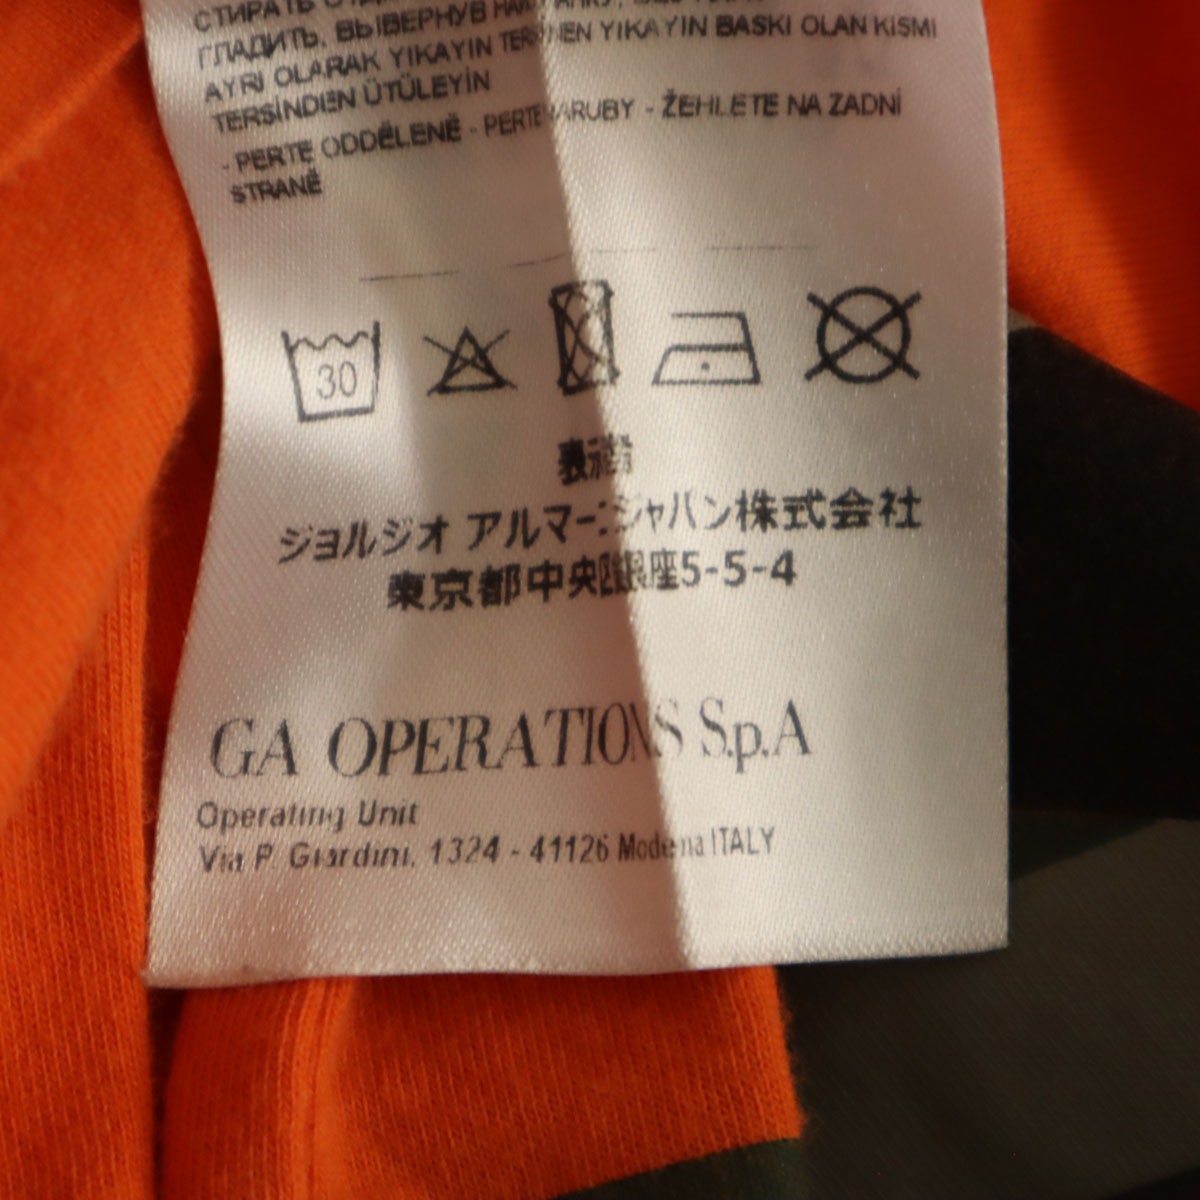 СТИРАТЬ
ГЛАДИТЬ, ВЫВЕРНУВ
AYRI OLARAK YIKAYIN YIKAYIN BASKI OLAN KISMI
TERSİNDEN ÜTÜLEYİN
- PERTE ODDĚLENĚ - PERTE NARUBY - ŽEHLETE NA ZADNÍ
STRANĚ
30
表示者
ジョルジオ アルマーニ ジャパン株式会社
東京都中央区銀座5-5-4
GA OPERATIONS S.p.A
Operating Unit
Via P. Giardini, 1324 - 41126 Modena ITALY